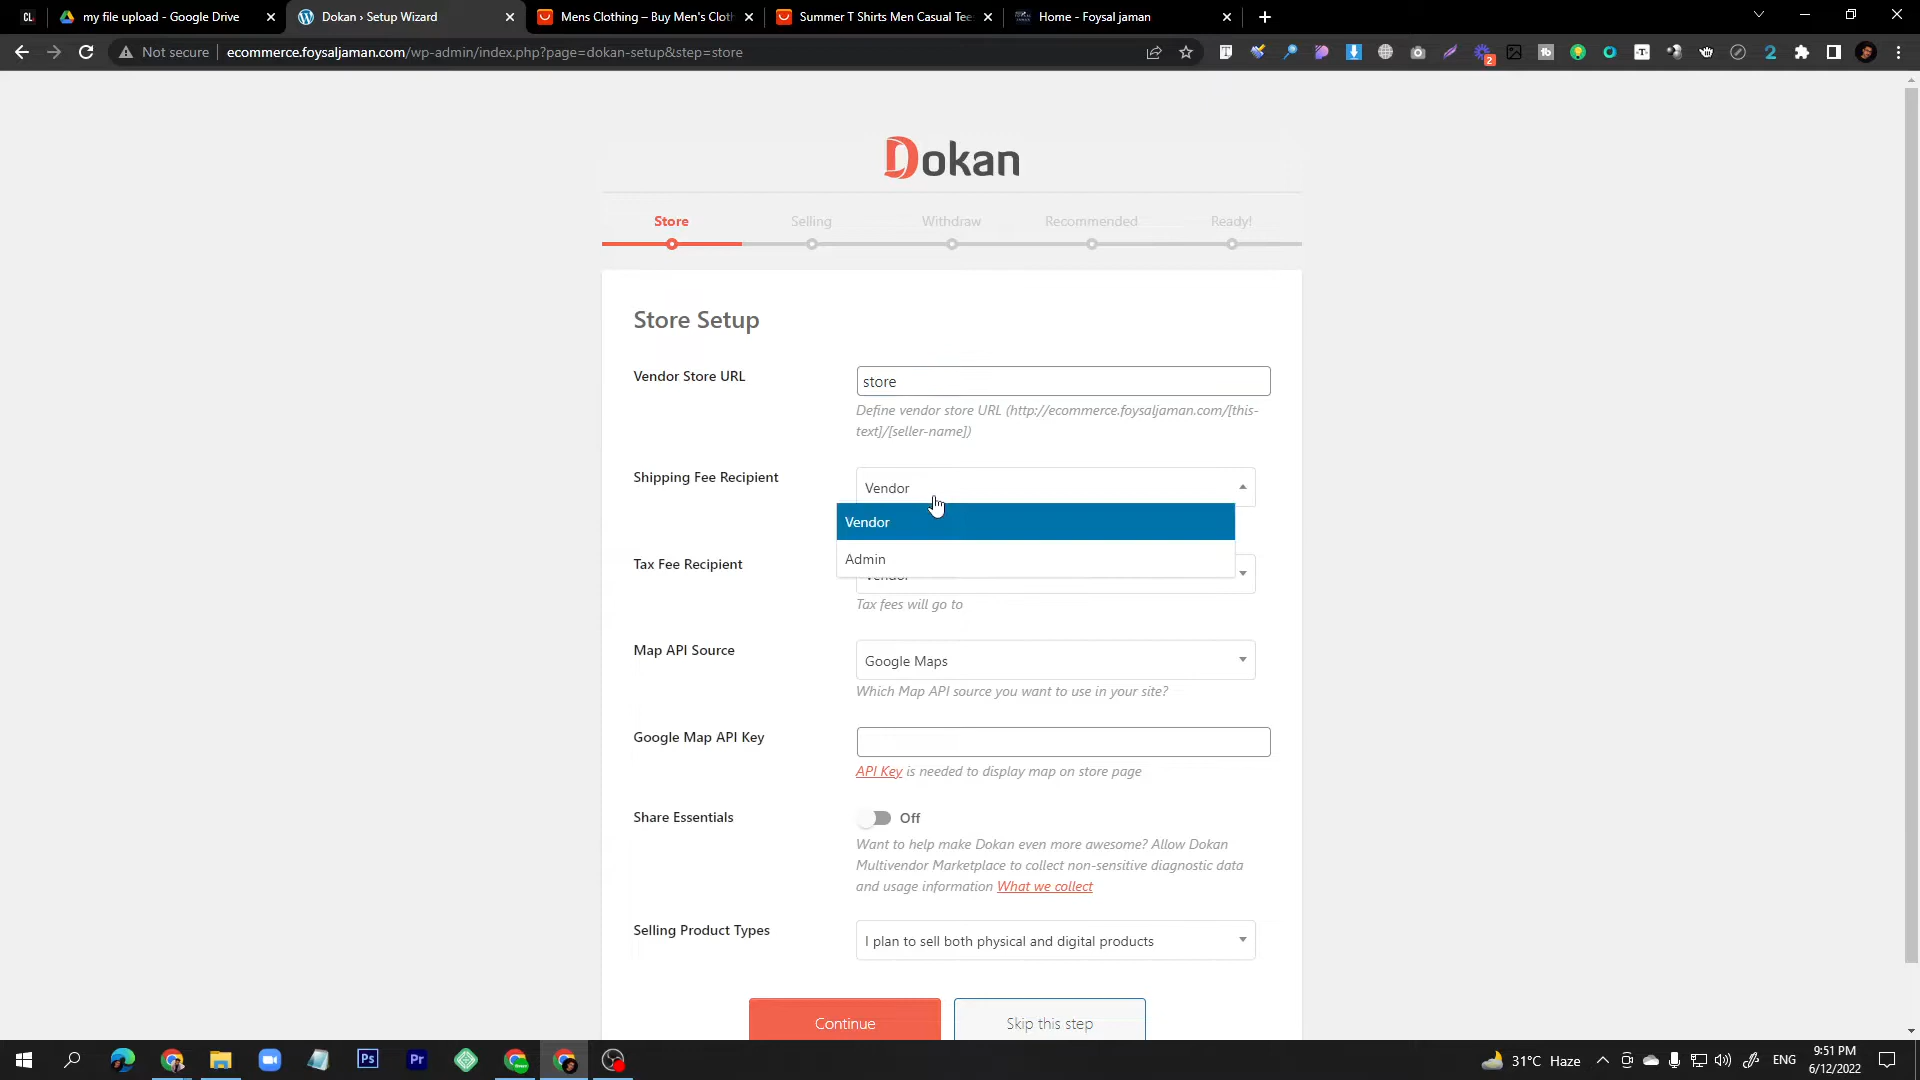 CL
my file upload - Google Drive
Dokan › Setup Wizard
Mens Clothing – Buy Men's Clot
Summer T Shirts Men Casual Tee
Home - Foysal jaman
Not secure
ecommerce.foysaljaman.com/wp-admin/index.php?page=dokan-setup&step=store
2
2
Dokan
Store
Selling
Withdraw
Recommended
Ready!
Store Setup
Vendor Store URL
store
Define vendor store URL (http://ecommerce.foysaljaman.com/[this-
text]/[seller-name])
Shipping Fee Recipient
Vendor
Vendor
Admin
Tax Fee Recipient
Vendor
Tax fees will go to
Map API Source
Google Maps
Which Map API source you want to use in your site?
Google Map API Key
API Key is needed to display map on store page
Share Essentials
Off
Want to help make Dokan even more awesome? Allow Dokan
Multivendor Marketplace to collect non-sensitive diagnostic data
and usage information What we collect
Selling Product Types
I plan to sell both physical and digital products
Continue
Skip this step
Ps
Pr
31°C Haze
ENG
9:51 PM
6/12/2022